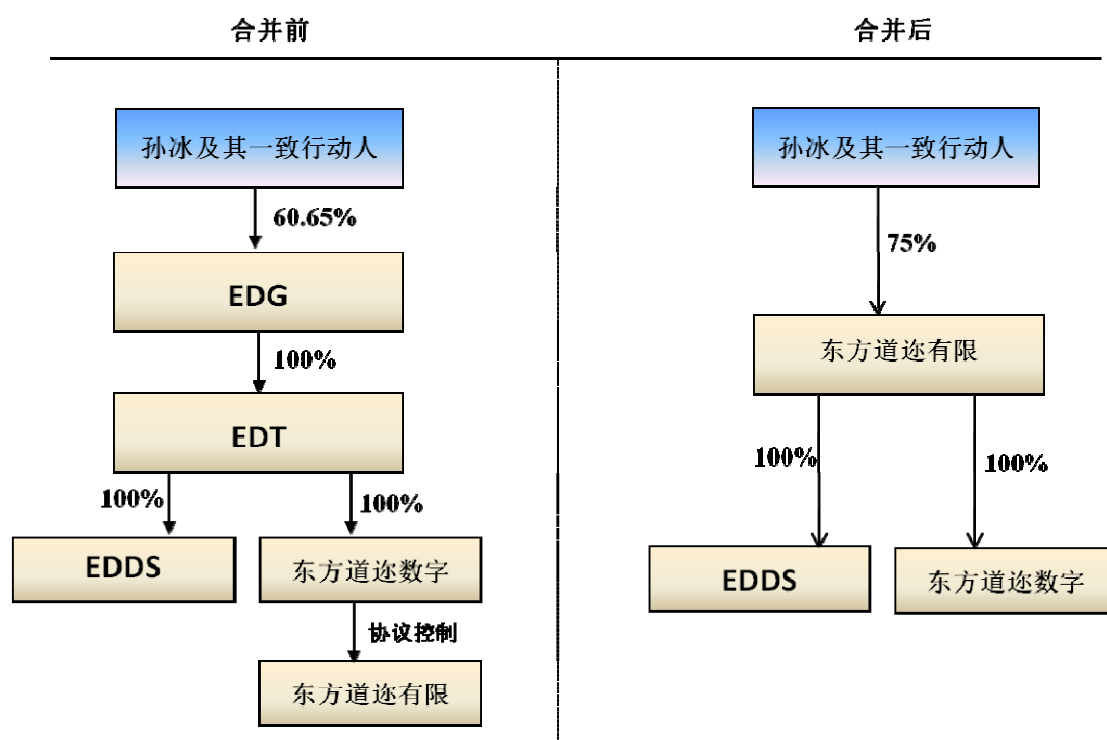 合并前
合并后
孙冰及其一致行动人
60.65%
EDG
100%
EDT
100%
100%
EDDS
东方道迩数字
协议控制
东方道迩有限
孙冰及其一致行动人
75%
东方道迩有限
100%
100%
EDDS
东方道迩数字